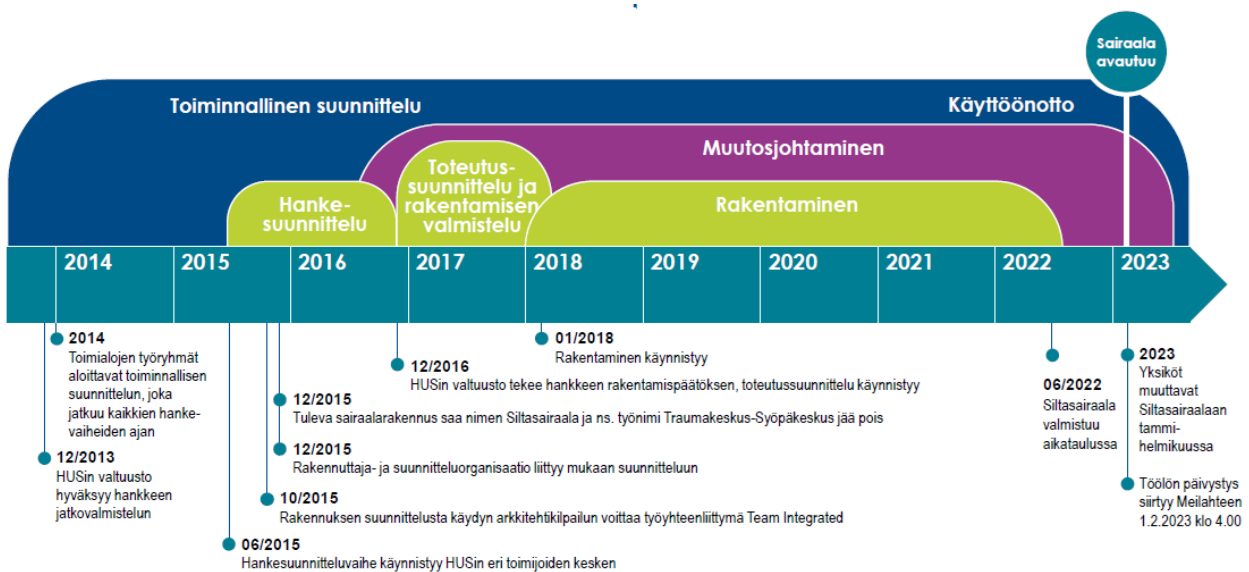 Sairaala
avautuu
Toiminnallinen suunnittelu
Käyttöönotto
Muutosjohtaminen
Toteutus-
suunnittelu ja
rakentamisen
valmistelu
Hanke-
suunnittelu
Rakentaminen
2014
2015
2016
2017
2018
2019
2020
2021
2022
2023
2014
Toimialojen työryhmät
aloittavat toiminnallisen
suunnittelun, joka
jatkuu kaikkien hanke-
vaiheiden ajan
12/2013
HUSin valtuusto
hyväksyy hankkeen
jatkovalmistelun
01/2018
Rakentaminen käynnistyy
12/2016
HUSin valtuusto tekee hankkeen rakentamispäätöksen, toteutussuunnittelu käynnistyy
12/2015
Tuleva sairaalarakennus saa nimen Siltasairaala ja ns. työnimi Traumakeskus-Syöpäkeskus jää pois
12/2015
Rakennuttaja- ja suunnitteluorganisaatio liittyy mukaan suunnitteluun
10/2015
Rakennuksen suunnittelusta käydyn arkkitehtikilpailun voittaa työyhteenliittymä Team Integrated
06/2015
Hankesuunnitteluvaihe käynnistyy HUSin eri toimijoiden kesken
06/2022
Siltasairaala
valmistuu
aikataulussa
2023
Yksiköt
muuttavat
Siltasairaalaan
tammi-
helmikuussa
Töölön päivystys
siirtyy Meilahteen
1.2.2023 klo 4.00